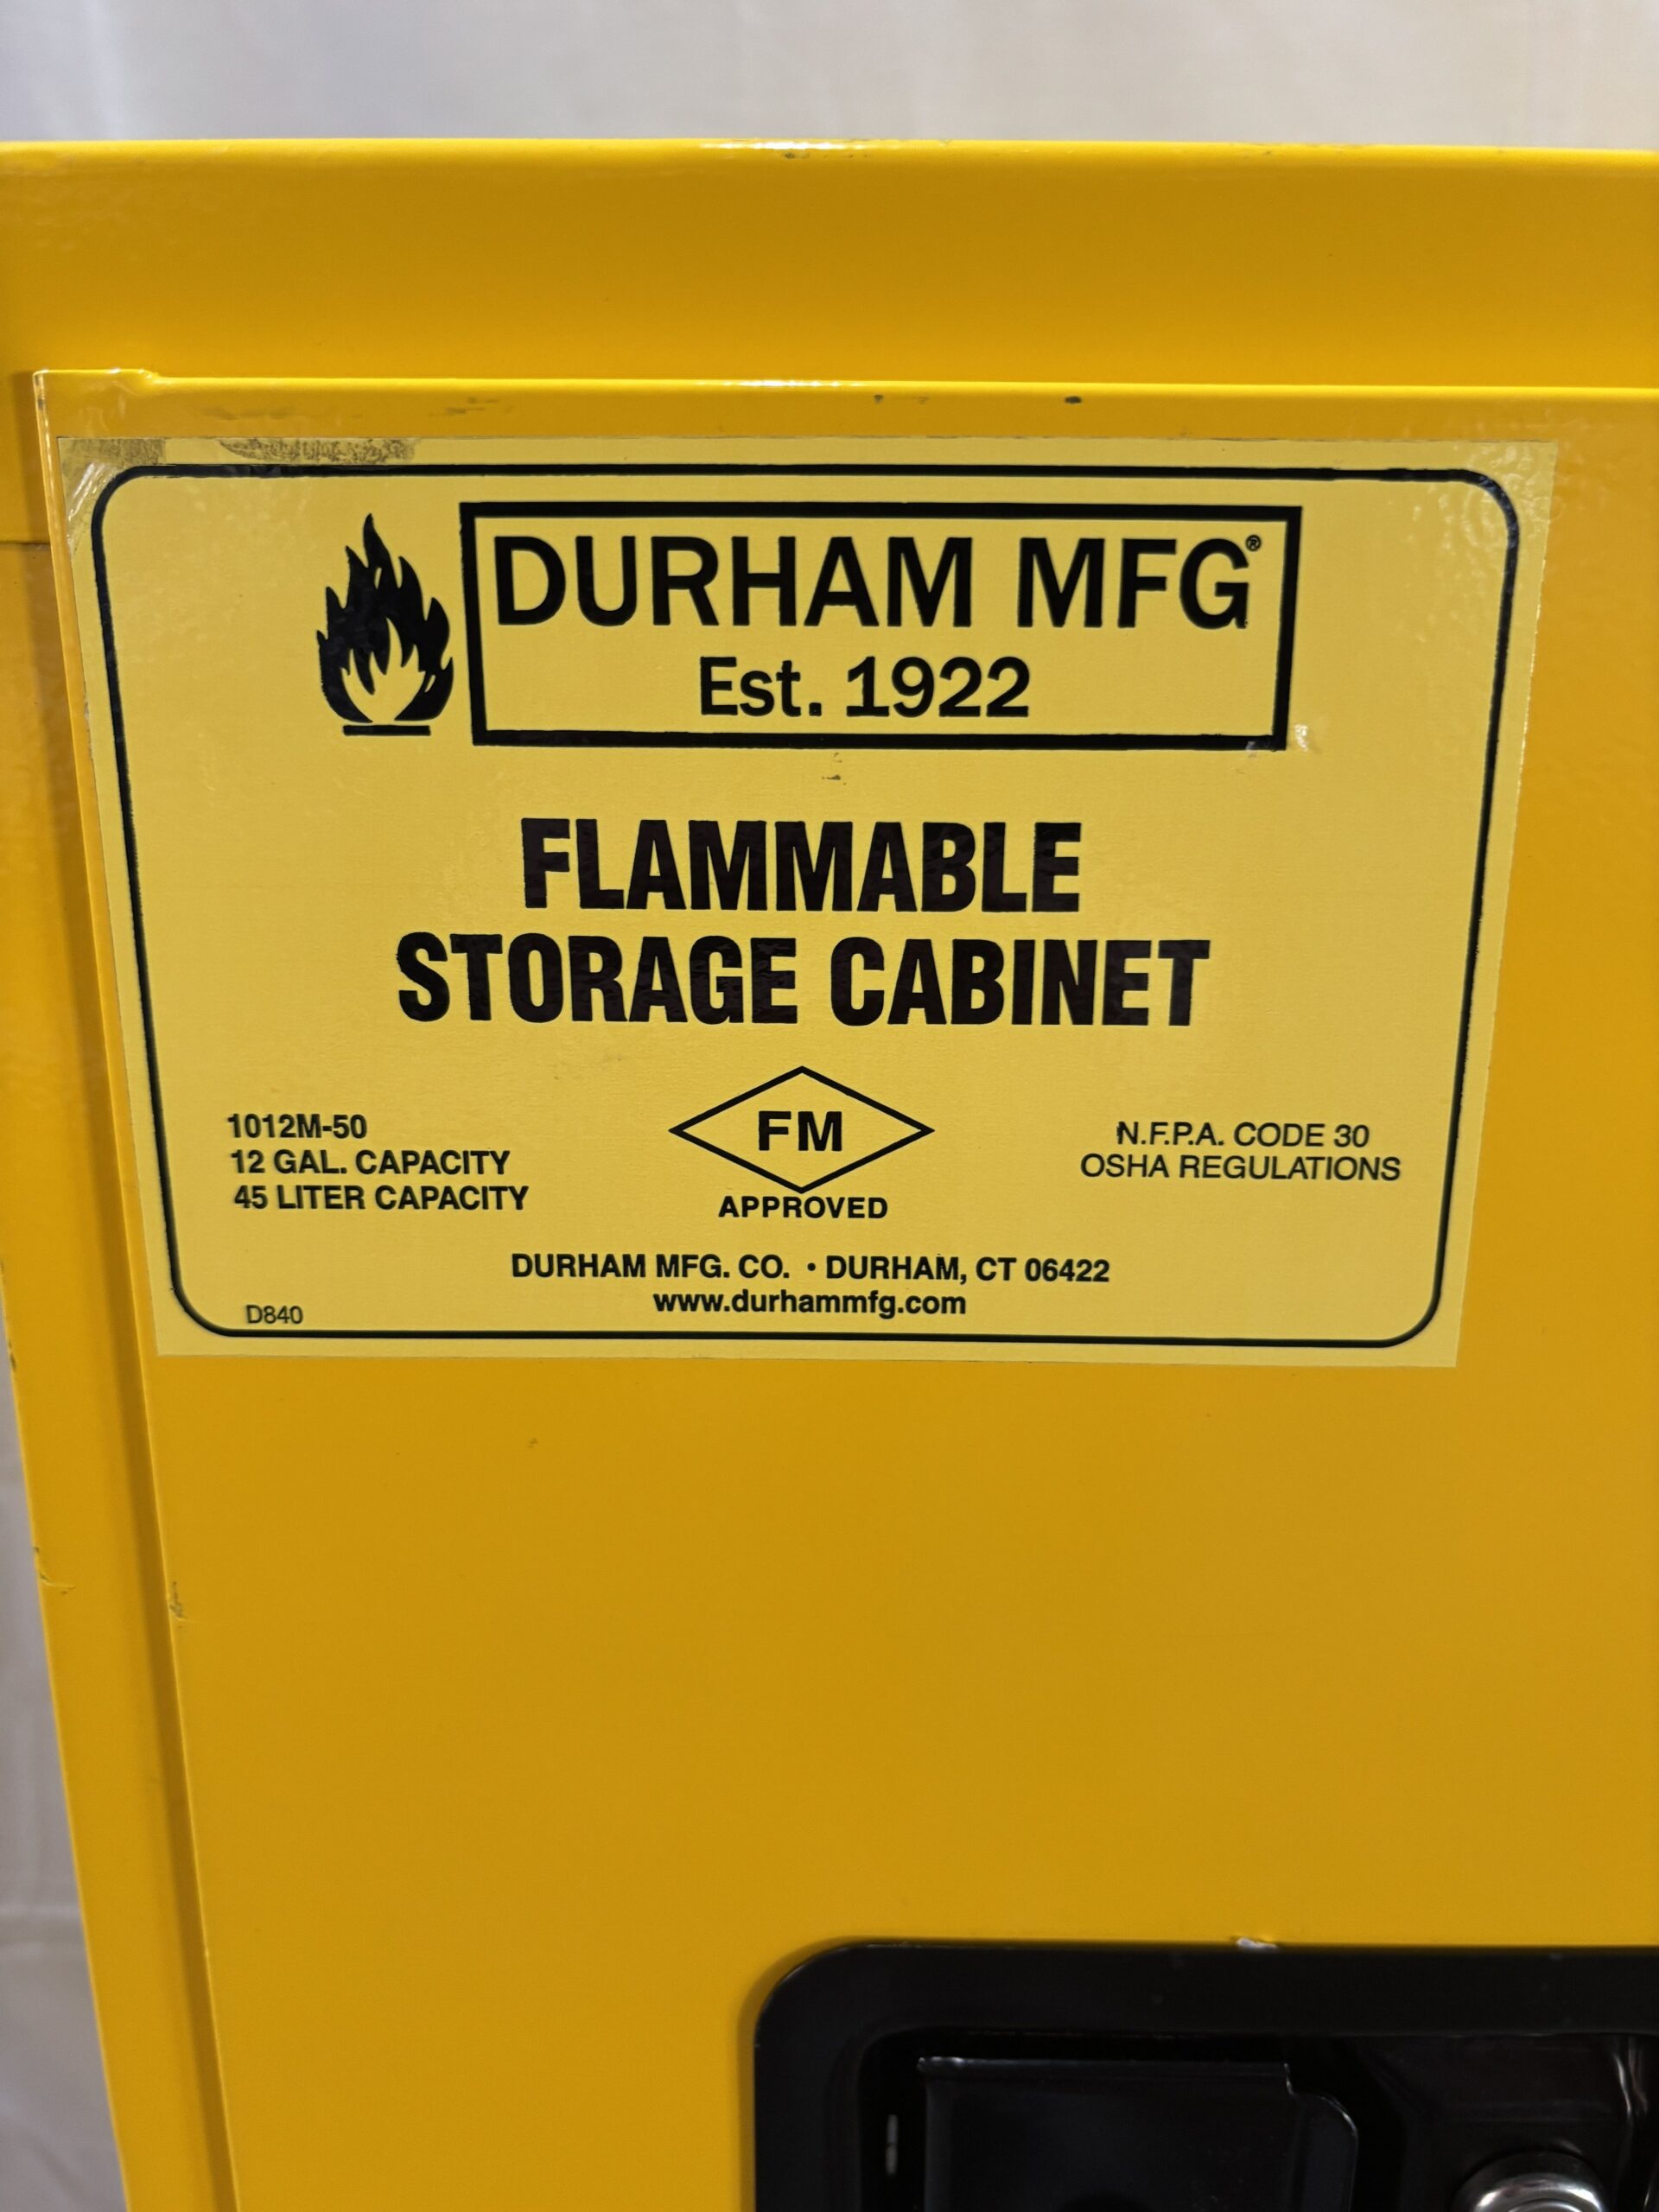 DURHAM MFG®
Est. 1922
FLAMMABLE
STORAGE CABINET
1012M-50
12 GAL. CAPACITY
45 LITER CAPACITY
FM
APPROVED
N.F.P.A. CODE 30
OSHA REGULATIONS
DURHAM MFG. CO. • DURHAM, CT 06422
www.durhammfg.com
D840